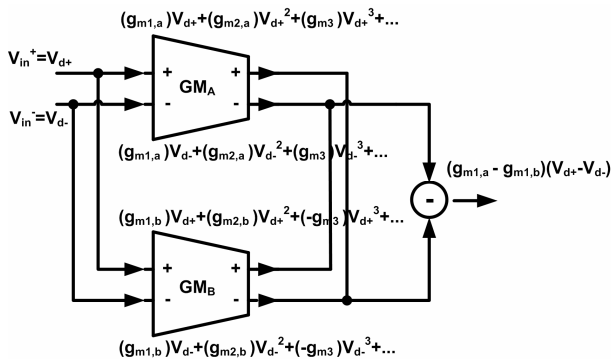 (gm1,a)Vd++(gm2,a)Vd+²+(gm3)Vd+³+...
Vin⁺=Vd+
+ +
GMA
- -
Vin⁻=Vd-
(gm1,a)Vd-+(gm2,a)Vd-²+(gm3)Vd-³+...
(gm1,a - gm1,b)(Vd+-Vd-)
-
(gm1,b)Vd++(gm2,b)Vd+²+(-gm3)Vd+³+...
+ +
GMB
- -
(gm1,b)Vd-+(gm2,b)Vd-²+(-gm3)Vd-³+...